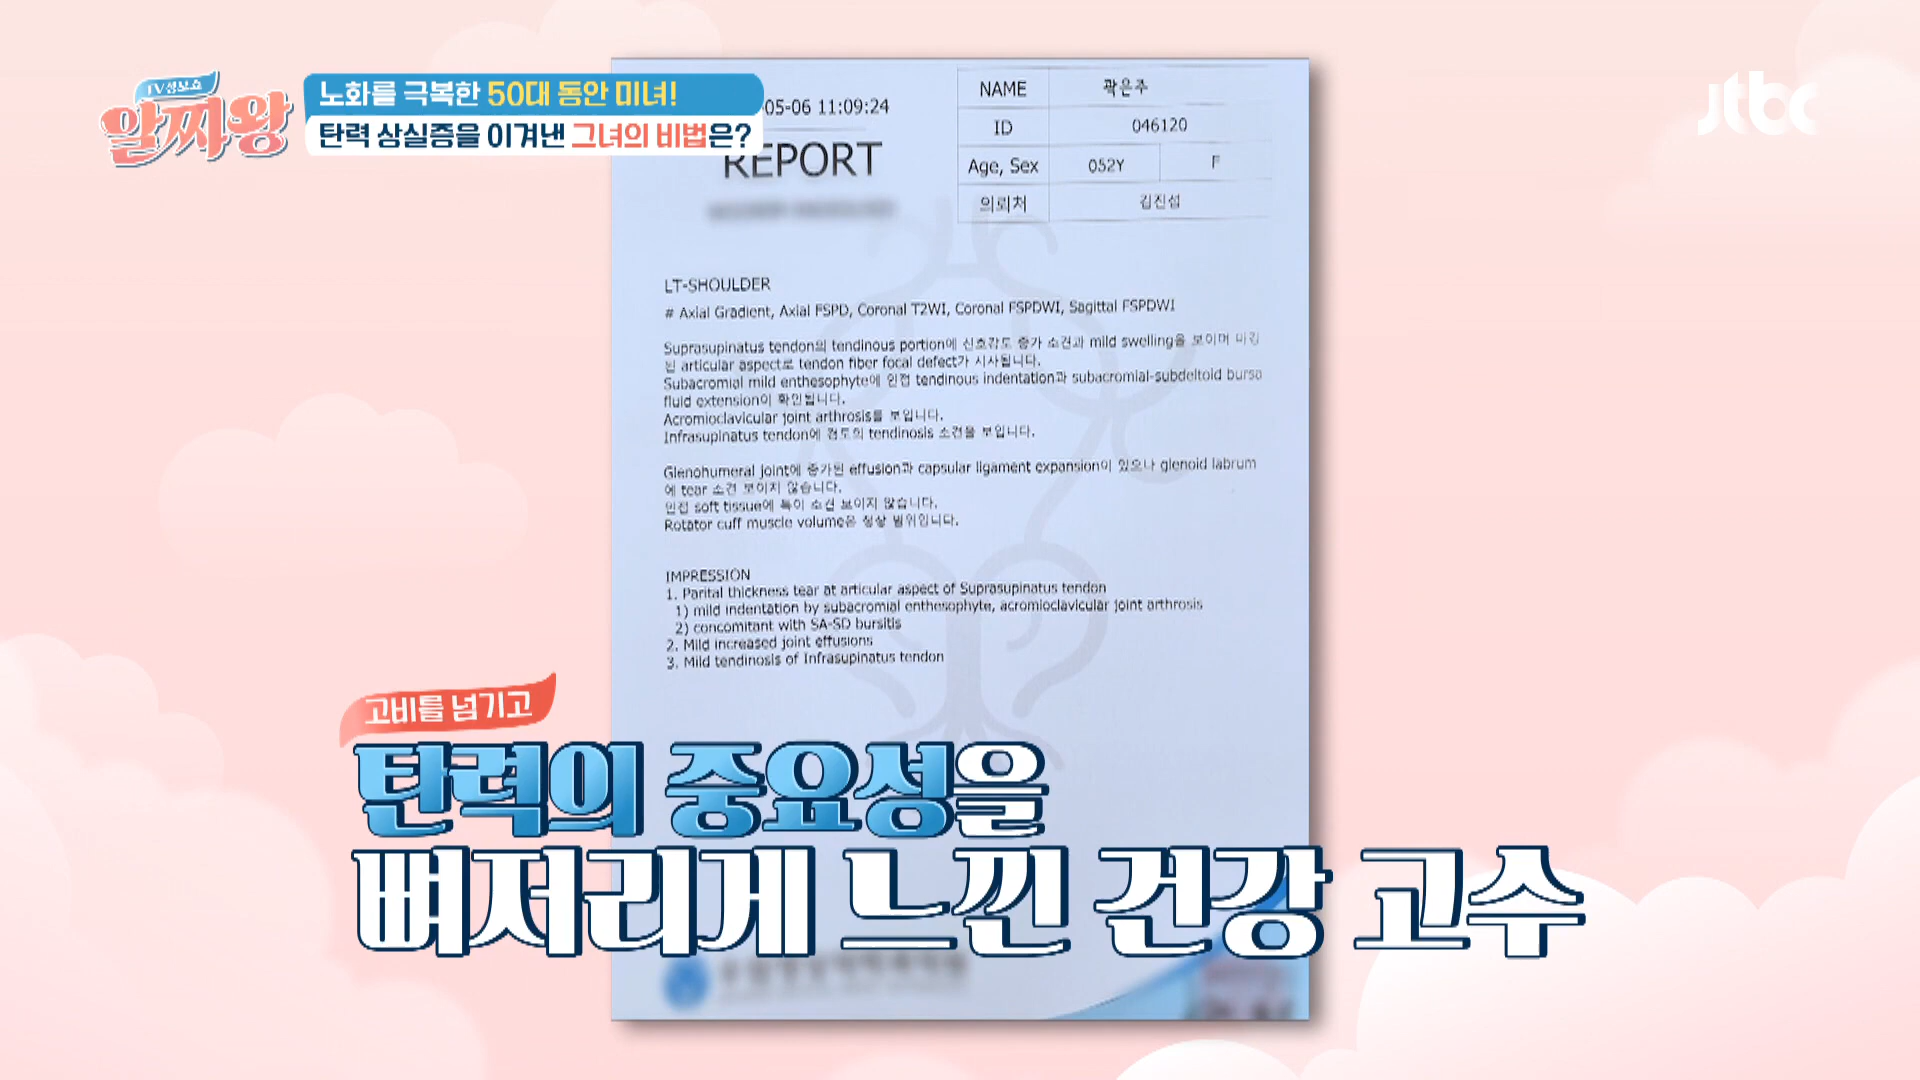 TV정보쇼
알짜왕
노화를 극복한 50대 동안 미녀!
탄력 상실증을 이겨낸 그녀의 비법은?
jtbc
-05-06 11:09:24
REPORT
NAME 곽은주
ID 046120
Age, Sex 052Y F
의뢰처 김진섭
LT-SHOULDER
# Axial Gradient, Axial FSPD, Coronal T2WI, Coronal FSPDWI, Sagittal FSPDWI
Suprasupinatus tendon의 tendinous portion에 신호강도 증가 소견과 mild swelling을 보이며
된 articular aspect로 tendon fiber focal defect가 시사됩니다.
Subacromial mild enthesophyte에 인접 tendinous indentation과 subacromial-subdeltoid bursa
fluid extension이 확인됩니다.
Acromioclavicular joint arthrosis를 보입니다.
Infrasupinatus tendon에 경도의 tendinosis 소견을 보입니다.
Glenohumeral joint에 증가된 effusion과 capsular ligament expansion이 있으나 glenoid labrum
에 tear 소견 보이지 않습니다.
인접 soft tissue에 특이 소견 보이지 않습니다.
Rotator cuff muscle volume은 정상 범위입니다.
IMPRESSION
1. Parital thickness tear at articular aspect of Suprasupinatus tendon
1) mild indentation by subacromial enthesophyte, acromioclavicular joint arthrosis
2) concomitant with SA-SD bursitis
2. Mild increased joint effusions
3. Mild tendinosis of Infrasupinatus tendon
고비를 넘기고
탄력의 중요성을
뼈저리게 느낀 건강 고수